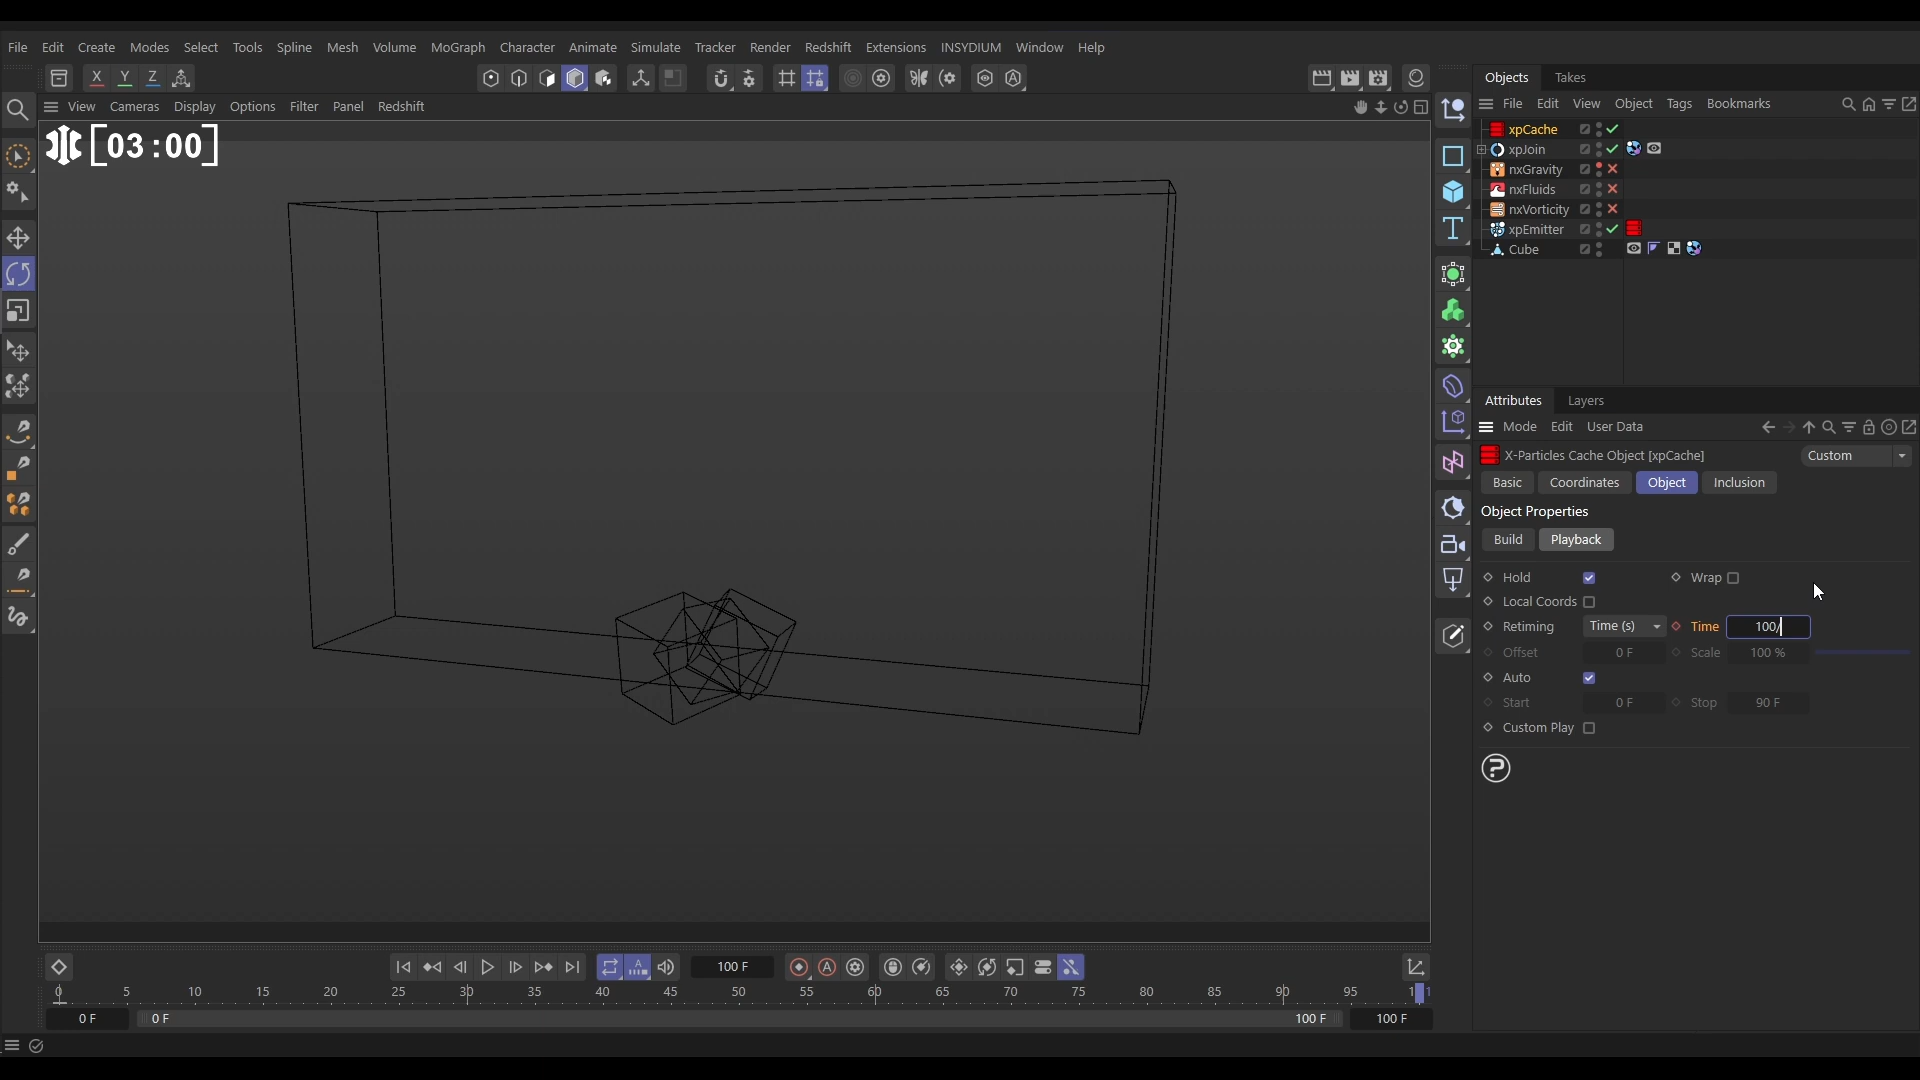 File Edit Create Modes Select Tools Spline Mesh Volume MoGraph Character Animate Simulate Tracker Render Redshift Extensions INSYDIUM Window Help
X Y Z
Objects Takes
View Cameras Display Options Filter Panel Redshift
File Edit View Object Tags Bookmarks
[03:00]
xpCache
xpJoin
nxGravity
nxFluids
nxVorticity
xpEmitter
Cube
Attributes Layers
Mode Edit User Data
X-Particles Cache Object [xpCache] Custom
Basic Coordinates Object Inclusion
Object Properties
Build Playback
Hold Wrap
Local Coords
Retiming Time (s) Time 100/
Offset 0 F Scale 100 %
Auto
Start 0 F Stop 90 F
Custom Play
100 F
0 5 10 15 20 25 30 35 40 45 50 55 60 65 70 75 80 85 90 95
0 F 0 F 100 F 100 F